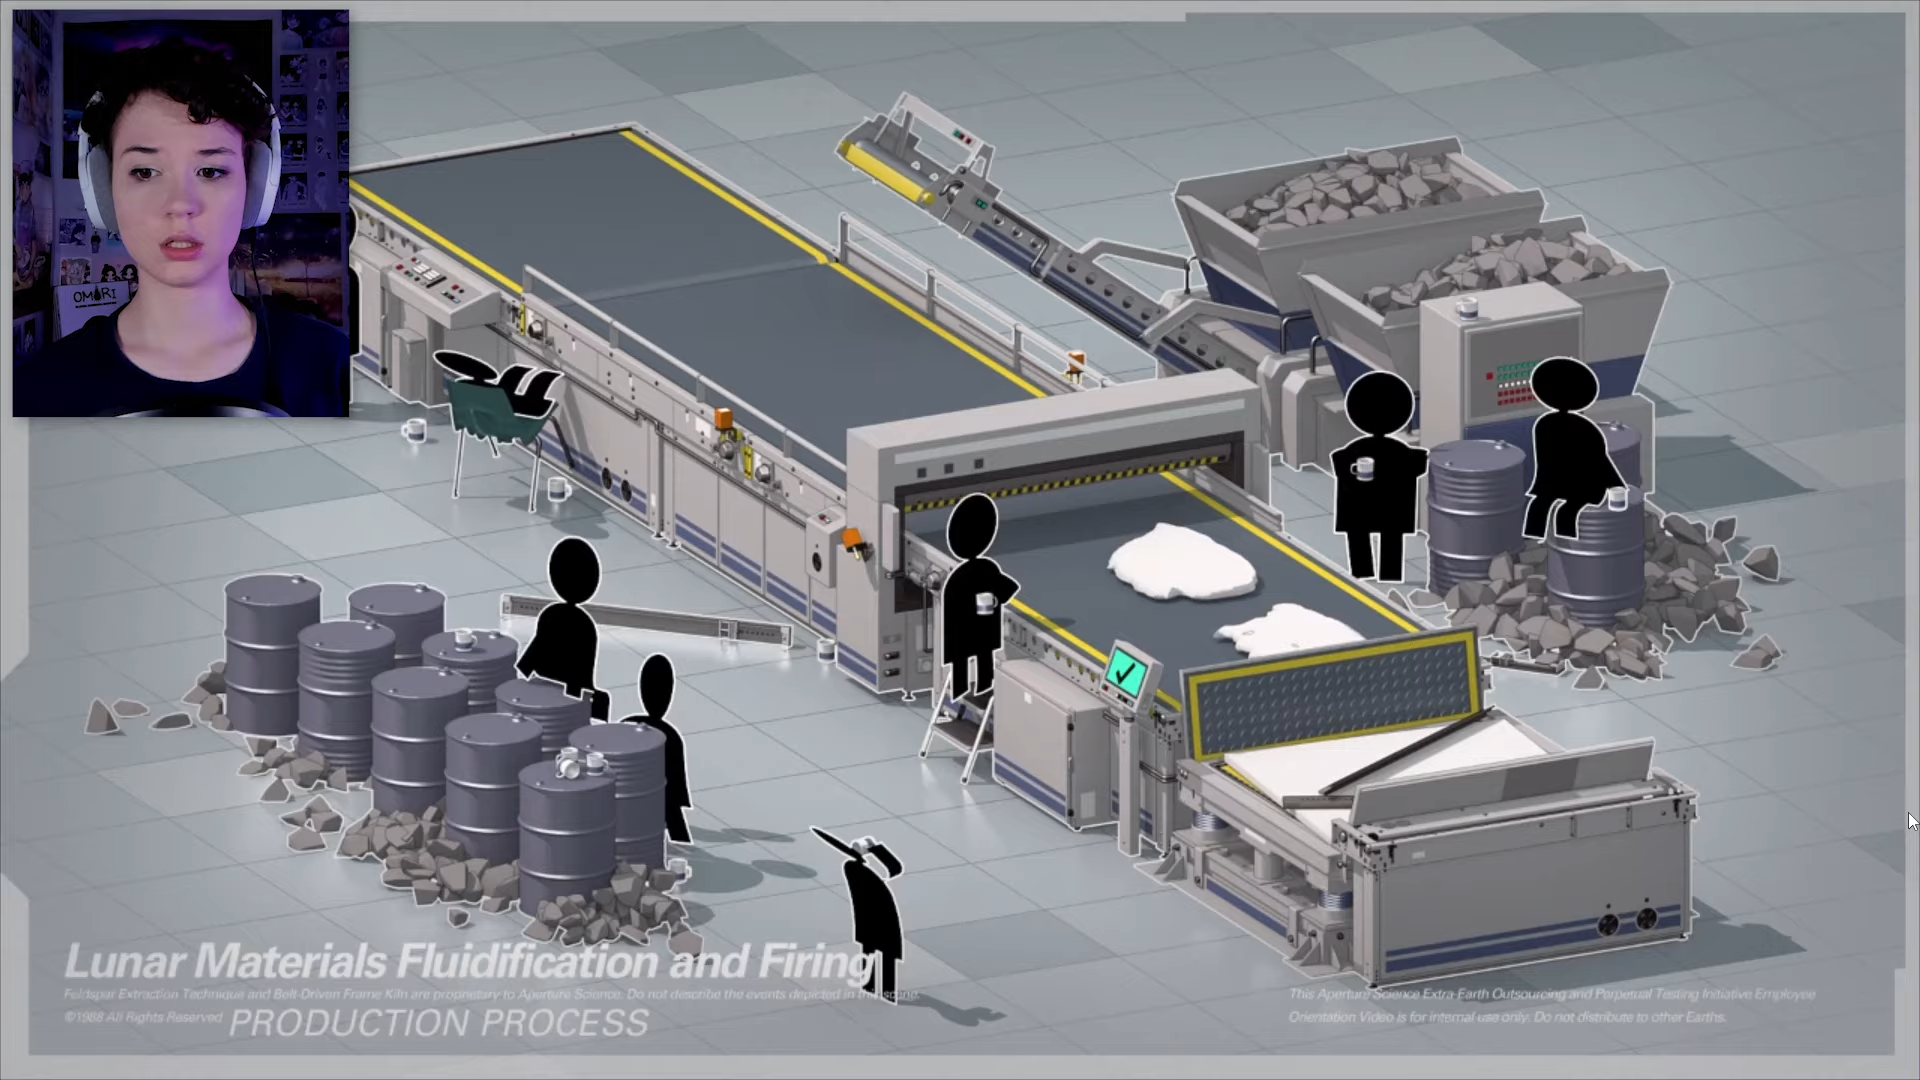 OMORI
Lunar Materials Fluidification and Firing
Feldspar Extraction Technique and Belt-Driven Frame Kiln are proprietary to Aperture Science. Do not describe the events depicted in this scene.
©1988 All Rights Reserved
PRODUCTION PROCESS
This Aperture Science Extra-Earth Outsourcing and Perpetual Testing Initiative Employee
Orientation Video is for internal use only. Do not distribute to other Earths.